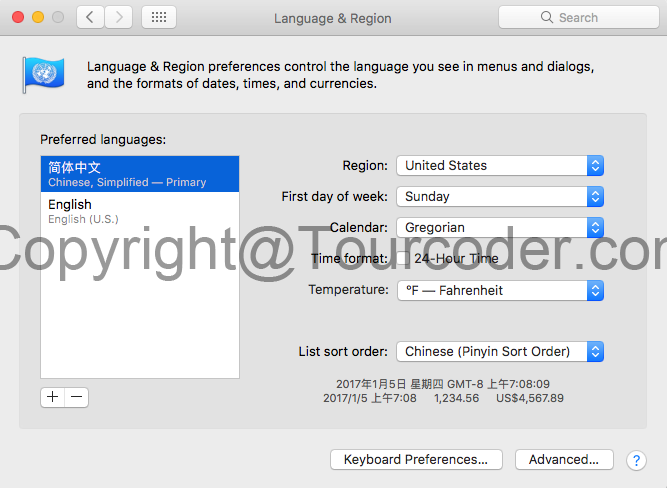 Language & Region
Search
Language & Region preferences control the language you see in menus and dialogs,
and the formats of dates, times, and currencies.
Preferred languages:
简体中文
Chinese, Simplified — Primary
English
English (U.S.)
Region: United States
First day of week: Sunday
Calendar: Gregorian
Copyright@Tourcoder.com
Time format: 24-Hour Time
Temperature: °F — Fahrenheit
List sort order: Chinese (Pinyin Sort Order)
2017年1月5日 星期四 GMT-8 上午7:08:09
2017/1/5 上午7:08 1,234.56 US$4,567.89
+ −
Keyboard Preferences... Advanced... ?